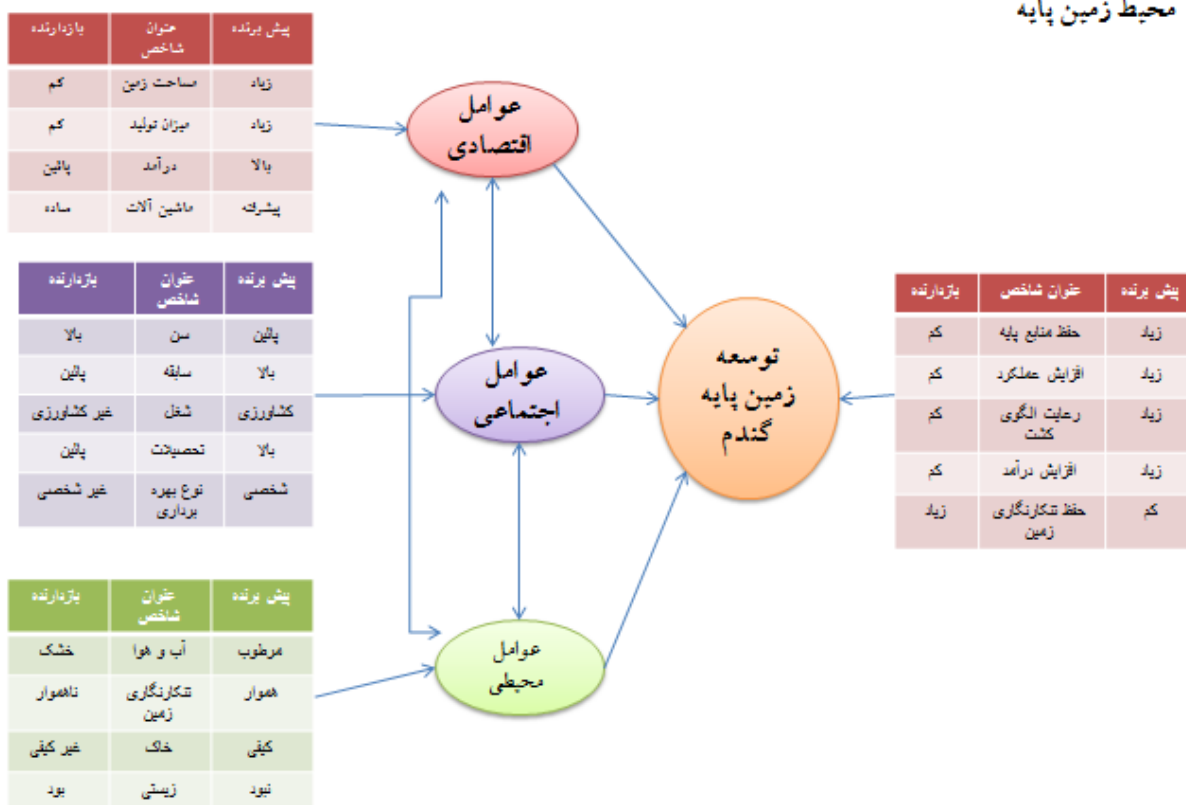 محیط زمین پایه
پیش برنده عنوان شاخص بازدارنده
زیاد مساحت زمین کم
زیاد میزان تولید کم
بالا درآمد پائین
پیشرفته ماشین آلات ساده
عوامل
اقتصادی
پیش برنده عنوان شاخص بازدارنده
پائین سن بالا
بالا سابقه پائین
کشاورزی شغل غیر کشاورزی
بالا تحصیلات پائین
شخصی نوع بهره برداری غیر شخصی
عوامل
اجتماعی
پیش برنده عنوان شاخص بازدارنده
مرطوب آب و هوا خشک
هموار تنکارنگاری زمین ناهموار
کیفی خاک غیر کیفی
نبود زیستی بود
عوامل
محیطی
توسعه
زمین پایه
گندم
پیش برنده عنوان شاخص بازدارنده
زیاد حفظ منابع پایه کم
زیاد افزایش عملکرد کم
زیاد رعایت الگوی کشت کم
زیاد افزایش درآمد کم
کم حفظ تنکارنگاری زمین زیاد